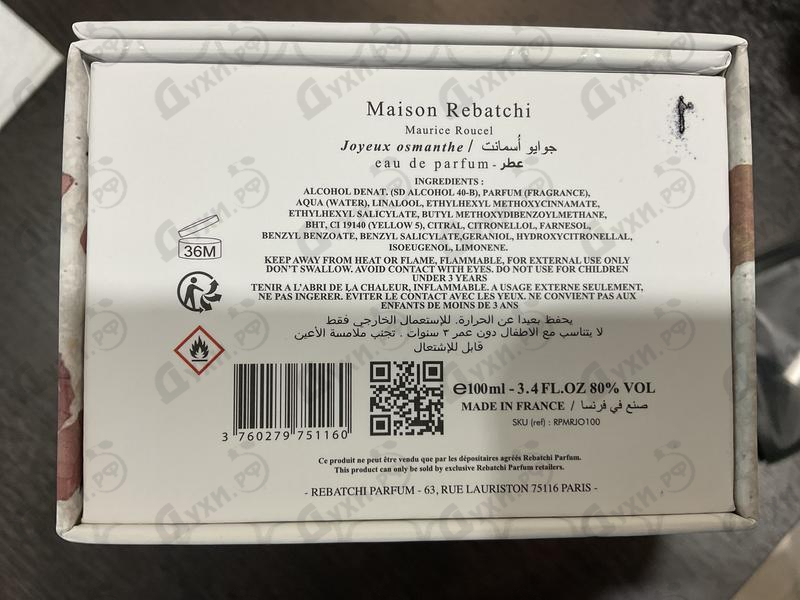 Maison Rebatchi
Maurice Roucel
Joyeux osmanthe / جوايو أسمانت
eau de parfum - عطر
INGREDIENTS :
ALCOHOL DENAT. (SD ALCOHOL 40-B), PARFUM (FRAGRANCE),
AQUA (WATER), LINALOOL, ETHYLHEXYL METHOXYCINNAMATE,
ETHYLHEXYL SALICYLATE, BUTYL METHOXYDIBENZOYLMETHANE,
BHT, CI 19140 (YELLOW 5), CITRAL, CITRONELLOL, FARNESOL,
BENZYL BENZOATE, BENZYL SALICYLATE,GERANIOL, HYDROXYCITRONELLAL,
ISOEUGENOL, LIMONENE.
KEEP AWAY FROM HEAT OR FLAME, FLAMMABLE, FOR EXTERNAL USE ONLY
DON'T SWALLOW. AVOID CONTACT WITH EYES. DO NOT USE FOR CHILDREN
UNDER 3 YEARS
TENIR A L'ABRI DE LA CHALEUR, INFLAMMABLE. A USAGE EXTERNE SEULEMENT,
NE PAS INGERER. EVITER LE CONTACT AVEC LES YEUX. NE CONVIENT PAS AUX
ENFANTS DE MOINS DE 3 ANS
يحفظ بعيدا عن الحرارة. للإستعمال الخارجي فقط
لا يتناسب مع الاطفال دون عمر ٣ سنوات . تجنب ملامسة الأعين
قابل للإشتعال
36M
3 760279 751160
℮100ml - 3.4 FL.OZ 80% VOL
MADE IN FRANCE / صنع في فرنسا
SKU (ref) : RPMRJO100
Ce produit ne peut être vendu que par les dépositaires agréés Rebatchi Parfum.
This product can only be sold by exclusive Rebatchi Parfum retailers.
- REBATCHI PARFUM - 63, RUE LAURISTON 75116 PARIS -
Духи.рф